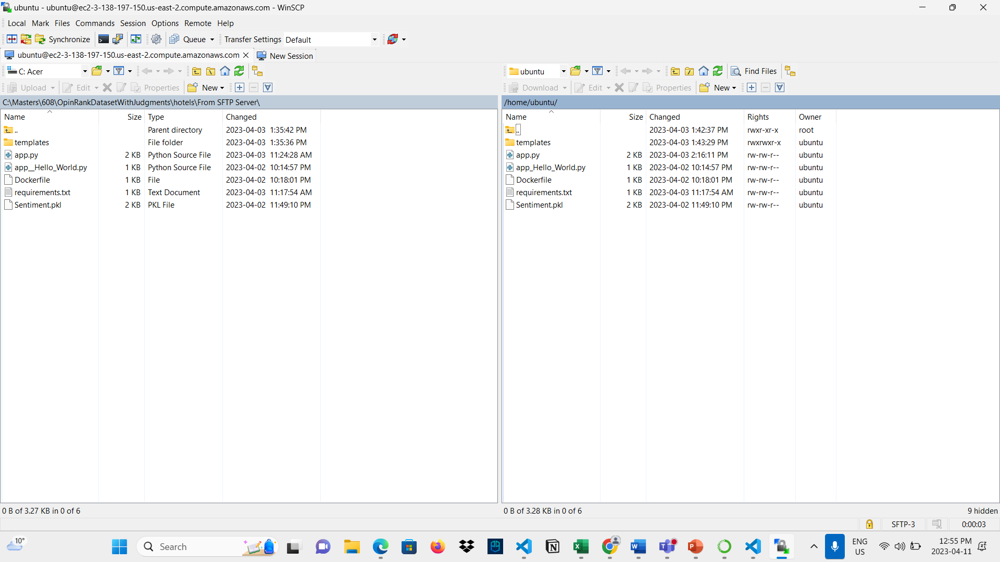 ubuntu - ubuntu@ec2-3-138-197-150.us-east-2.compute.amazonaws.com - WinSCP
Local Mark Files Commands Session Options Remote Help
Synchronize Queue Transfer Settings Default
ubuntu@ec2-3-138-197-150.us-east-2.compute.amazonaws.com New Session
C: Acer
Upload Edit Properties New
C:\Masters\608\OpinRankDatasetWithJudgments\hotels\From SFTP Server\
Name Size Type Changed
.. Parent directory 2023-04-03 1:35:42 PM
templates File folder 2023-04-03 1:35:36 PM
app.py 2 KB Python Source File 2023-04-03 11:24:28 AM
app__Hello_World.py 1 KB Python Source File 2023-04-02 10:14:57 PM
Dockerfile 1 KB File 2023-04-02 10:18:01 PM
requirements.txt 1 KB Text Document 2023-04-03 11:17:54 AM
Sentiment.pkl 2 KB PKL File 2023-04-02 11:49:10 PM
0 B of 3.27 KB in 0 of 6
ubuntu Find Files
Download Edit Properties New
/home/ubuntu/
Name Size Changed Rights Owner
.. 2023-04-03 1:42:37 PM rwxr-xr-x root
templates 2023-04-03 1:43:29 PM rwxrwxr-x ubuntu
app.py 2 KB 2023-04-03 2:16:11 PM rw-rw-r-- ubuntu
app_Hello_World.py 1 KB 2023-04-02 10:14:57 PM rw-rw-r-- ubuntu
Dockerfile 1 KB 2023-04-02 10:18:01 PM rw-rw-r-- ubuntu
requirements.txt 1 KB 2023-04-03 11:17:54 AM rw-rw-r-- ubuntu
Sentiment.pkl 2 KB 2023-04-02 11:49:10 PM rw-rw-r-- ubuntu
0 B of 3.28 KB in 0 of 6 9 hidden
SFTP-3 0:00:03
10° Search ENG 12:55 PM
US 2023-04-11